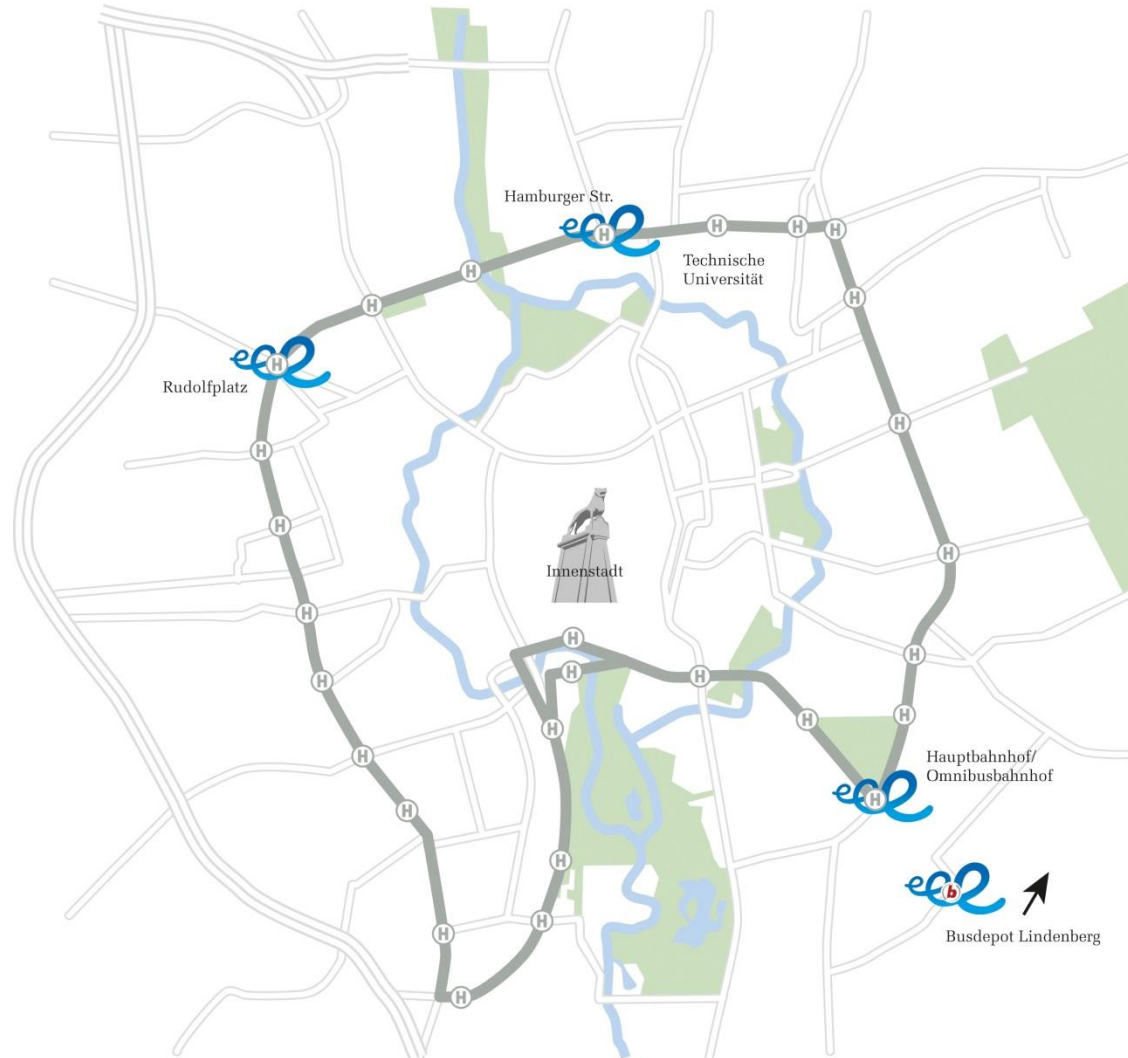 Hamburger Str.
H
H
H
H
Technische
Universität
H
H
H
H
H
Rudolfplatz
H
H
H
Innenstadt
H
H
H
H
H
H
H
H
H
H
H
Hauptbahnhof/
Omnibusbahnhof
H
H
H
b
H
H
Busdepot Lindenberg
H